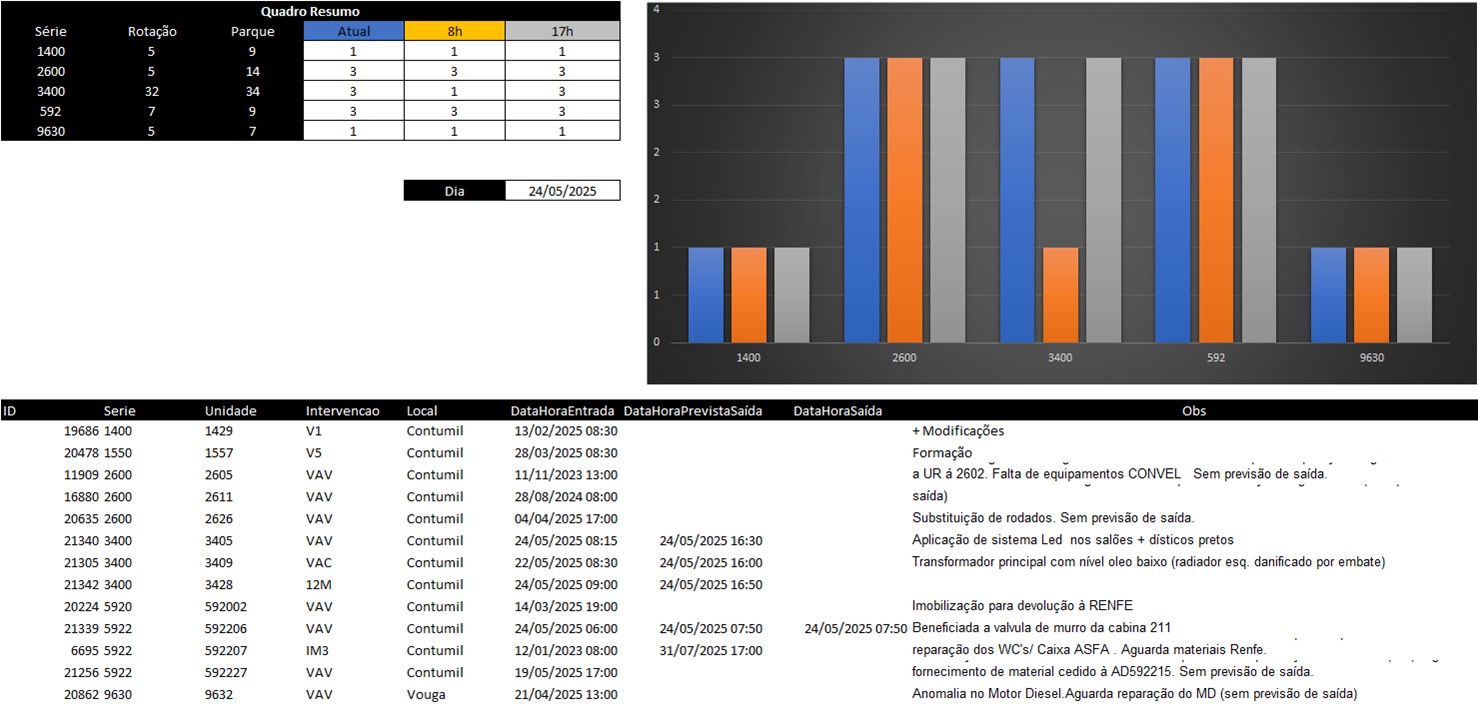 Quadro Resumo
Série Rotação Parque Atual 8h 17h
1400 5 9 1 1 1
2600 5 14 3 3 3
3400 32 34 3 1 3
592 7 9 3 3 3
9630 5 7 1 1 1
Dia 24/05/2025
4
3
3
2
2
1
1
0
1400 2600 3400 592 9630
ID Serie Unidade Intervencao Local DataHoraEntrada DataHoraPrevistaSaída DataHoraSaída Obs
19686 1400 1429 V1 Contumil 13/02/2025 08:30 + Modificações
20478 1550 1557 V5 Contumil 28/03/2025 08:30 Formação
11909 2600 2605 VAV Contumil 11/11/2023 13:00 a UR á 2602. Falta de equipamentos CONVEL Sem previsão de saída.
16880 2600 2611 VAV Contumil 28/08/2024 08:00 saída)
20635 2600 2626 VAV Contumil 04/04/2025 17:00 Substituição de rodados. Sem previsão de saída.
21340 3400 3405 VAV Contumil 24/05/2025 08:15 24/05/2025 16:30 Aplicação de sistema Led nos salões + dísticos pretos
21305 3400 3409 VAC Contumil 22/05/2025 08:30 24/05/2025 16:00 Transformador principal com nível oleo baixo (radiador esq. danificado por embate)
21342 3400 3428 12M Contumil 24/05/2025 09:00 24/05/2025 16:50
20224 5920 592002 VAV Contumil 14/03/2025 19:00 Imobilização para devolução à RENFE
21339 5922 592206 VAV Contumil 24/05/2025 06:00 24/05/2025 07:50 24/05/2025 07:50 Beneficiada a valvula de murro da cabina 211
6695 5922 592207 IM3 Contumil 12/01/2023 08:00 31/07/2025 17:00 reparação dos WC's/ Caixa ASFA . Aguarda materiais Renfe.
21256 5922 592227 VAV Contumil 19/05/2025 17:00 fornecimento de material cedido à AD592215. Sem previsão de saída.
20862 9630 9632 VAV Vouga 21/04/2025 13:00 Anomalia no Motor Diesel.Aguarda reparação do MD (sem previsão de saída)